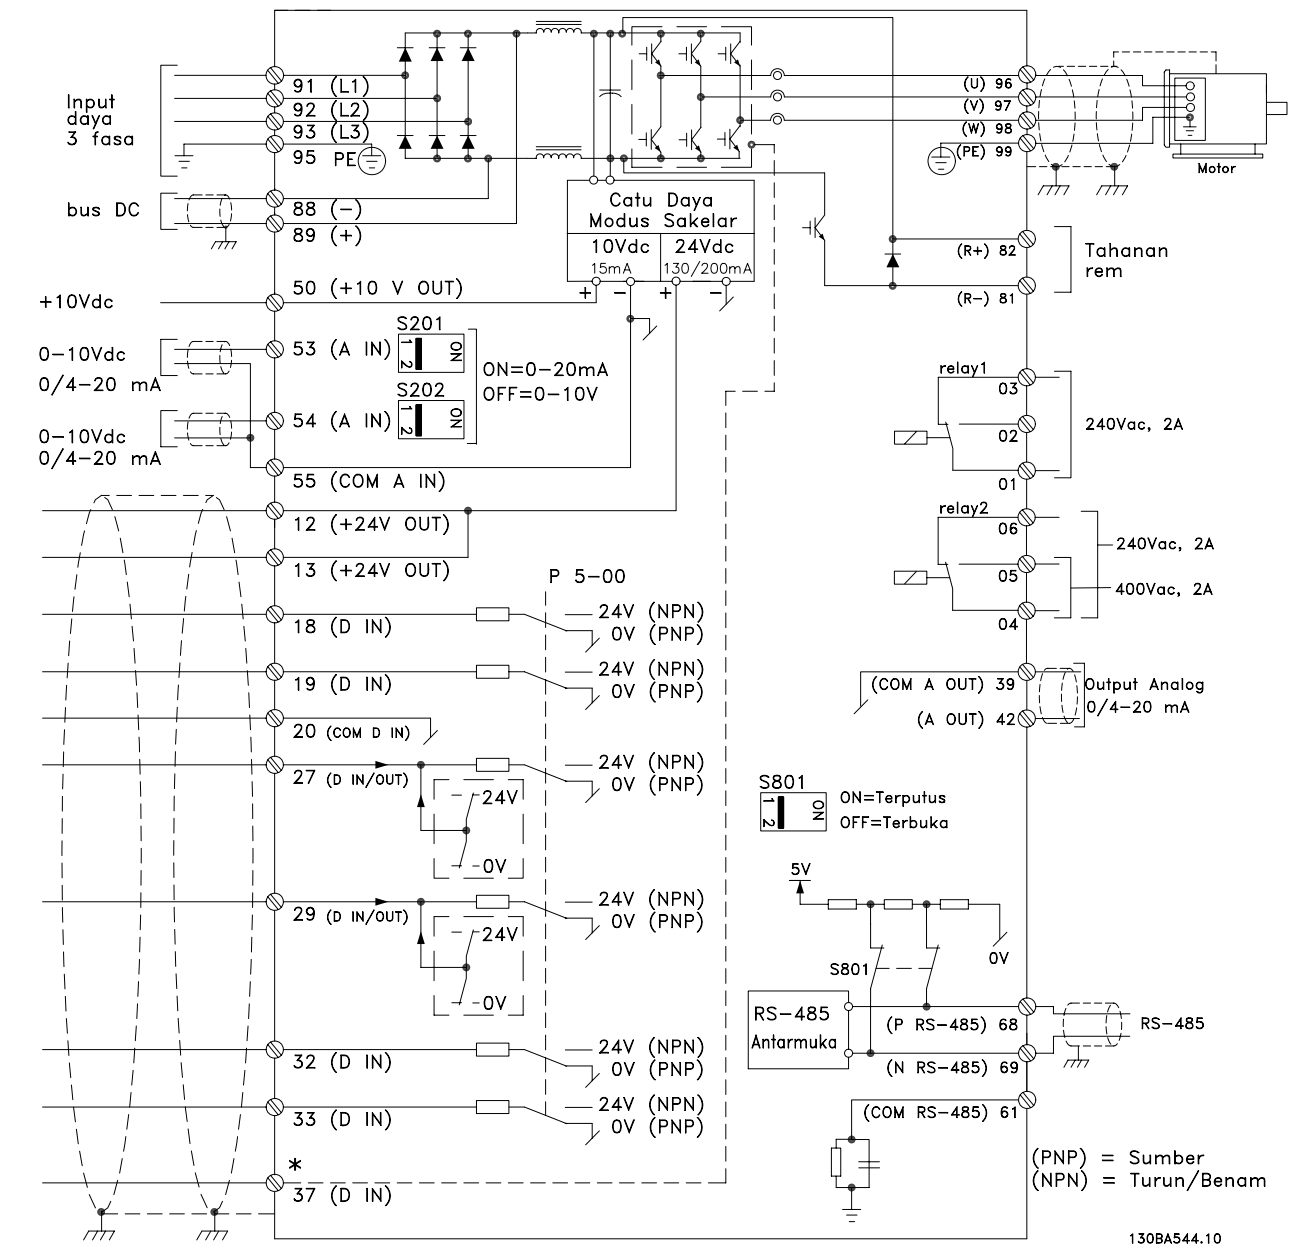 Input
daya
3 fasa
91 (L1)
92 (L2)
93 (L3)
95 PE
bus DC
88 (−)
89 (+)
Catu Daya
Modus Sakelar
10Vdc
15mA
24Vdc
130/200mA
+ − + −
(U) 96
(V) 97
(W) 98
(PE) 99
Motor
(R+) 82
(R−) 81
Tahanan
rem
+10Vdc
50 (+10 V OUT)
0−10Vdc
0/4−20 mA
53 (A IN)
S201
1 2
ON
0−10Vdc
0/4−20 mA
54 (A IN)
S202
1 2
ON
ON=0−20mA
OFF=0−10V
55 (COM A IN)
12 (+24V OUT)
13 (+24V OUT)
P 5-00
18 (D IN)
24V (NPN)
0V (PNP)
19 (D IN)
24V (NPN)
0V (PNP)
20 (COM D IN)
27 (D IN/OUT)
24V (NPN)
0V (PNP)
24V
0V
29 (D IN/OUT)
24V (NPN)
0V (PNP)
24V
0V
32 (D IN)
24V (NPN)
0V (PNP)
33 (D IN)
24V (NPN)
0V (PNP)
*
37 (D IN)
relay1
03
02
01
240Vac, 2A
relay2
06
05
04
240Vac, 2A
400Vac, 2A
(COM A OUT) 39
(A OUT) 42
Output Analog
0/4−20 mA
S801
1 2
ON
ON=Terputus
OFF=Terbuka
5V
S801
0V
RS−485
Antarmuka
(P RS−485) 68
(N RS−485) 69
(COM RS−485) 61
RS−485
(PNP) = Sumber
(NPN) = Turun/Benam
130BA544.10